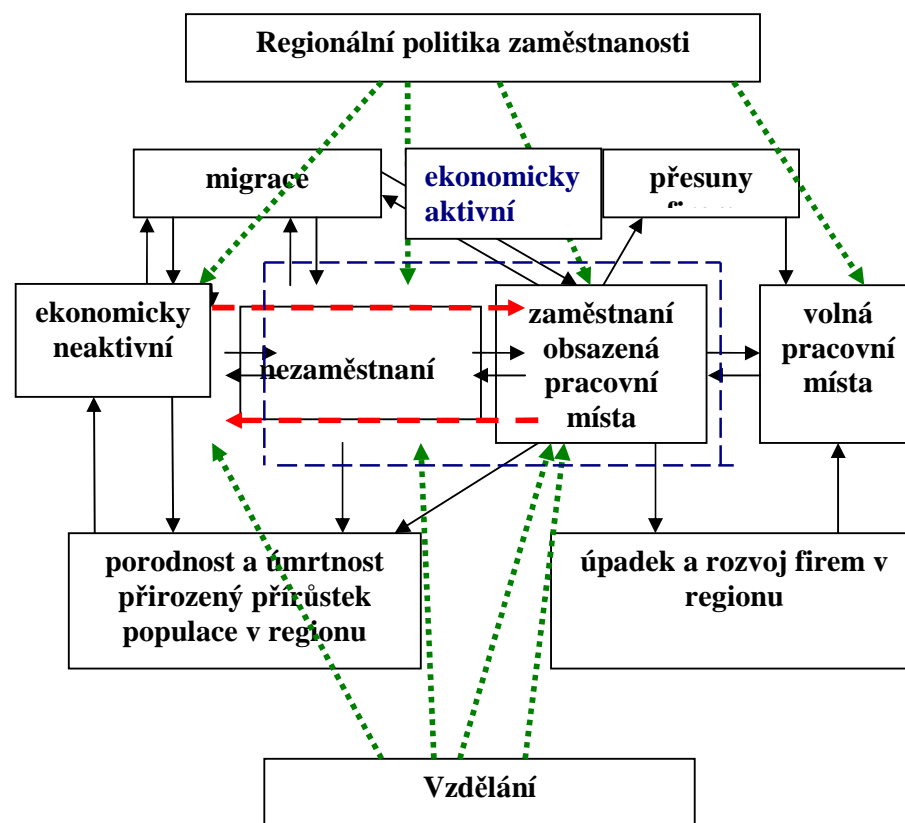 Regionální politika zaměstnanosti
migrace
ekonomicky
aktivní
přesuny
ekonomicky
neaktivní
nezaměstnaní
zaměstnaní
obsazená
pracovní
místa
volná
pracovní
místa
porodnost a úmrtnost
přirozený přírůstek
populace v regionu
úpadek a rozvoj firem v
regionu
Vzdělání